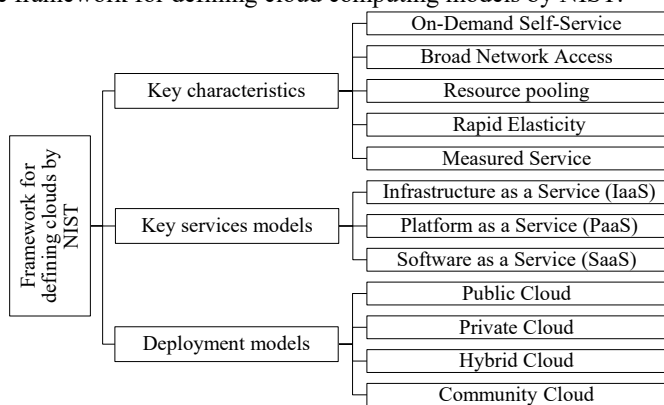 framework for defining cloud computing models by NIST.
Framework for
defining clouds by
NIST
Key characteristics
On-Demand Self-Service
Broad Network Access
Resource pooling
Rapid Elasticity
Measured Service
Key services models
Infrastructure as a Service (IaaS)
Platform as a Service (PaaS)
Software as a Service (SaaS)
Deployment models
Public Cloud
Private Cloud
Hybrid Cloud
Community Cloud